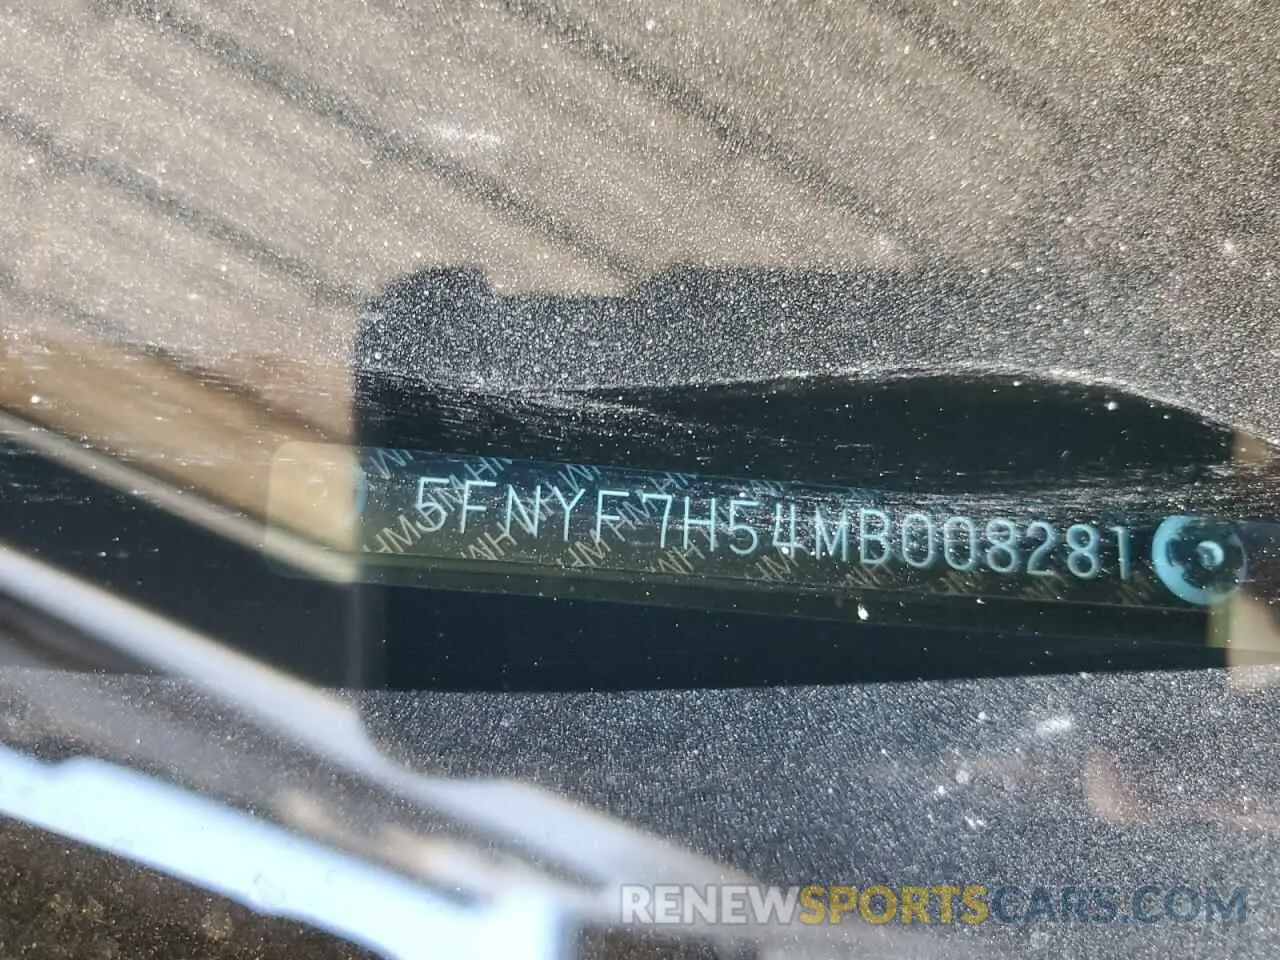 5FNYF7H54MB008281
RENEWSPORTSCARS.COM